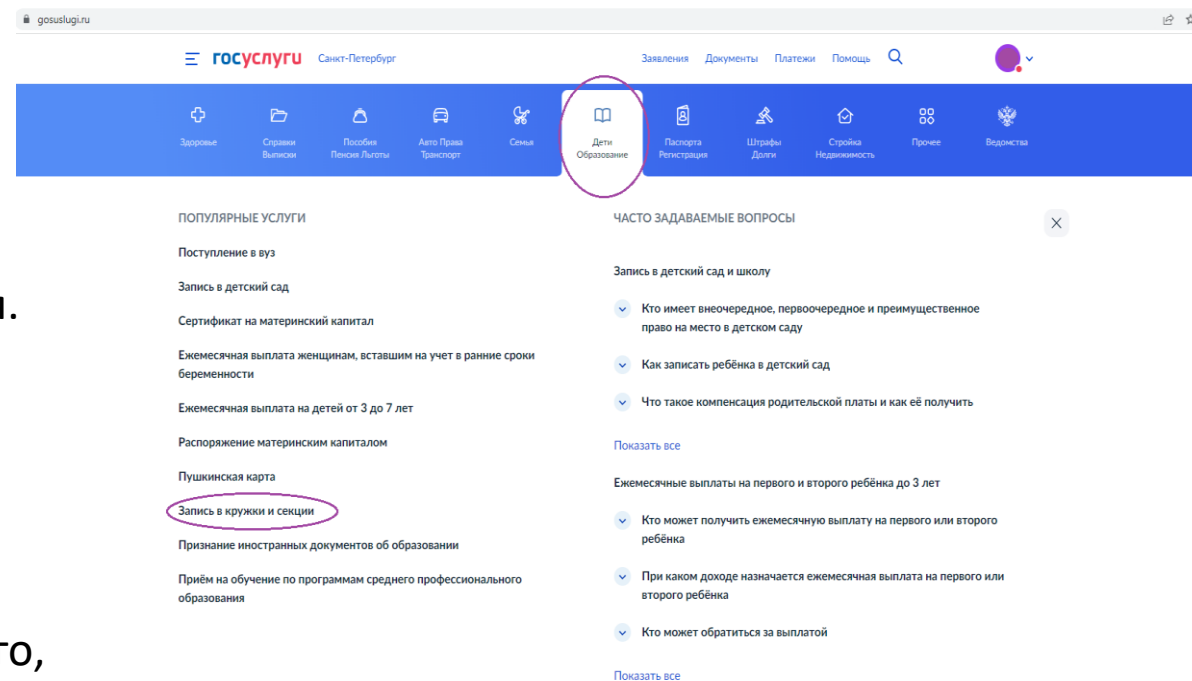 gosuslugi.ru
госуслуги Санкт-Петербург Заявления Документы Платежи Помощь
Здоровье
Справки
Выписки
Пособия
Пенсия Льготы
Авто Права
Транспорт
Семья
Дети
Образование
Паспорта
Регистрация
Штрафы
Долги
Стройка
Недвижимость
Прочее
Ведомства
ПОПУЛЯРНЫЕ УСЛУГИ
Поступление в вуз
Запись в детский сад
Сертификат на материнский капитал
Ежемесячная выплата женщинам, вставшим на учет в ранние сроки
беременности
Ежемесячная выплата на детей от 3 до 7 лет
Распоряжение материнским капиталом
Пушкинская карта
Запись в кружки и секции
Признание иностранных документов об образовании
Приём на обучение по программам среднего профессионального
образования
ЧАСТО ЗАДАВАЕМЫЕ ВОПРОСЫ
Запись в детский сад и школу
Кто имеет внеочередное, первоочередное и преимущественное
право на место в детском саду
Как записать ребёнка в детский сад
Что такое компенсация родительской платы и как её получить
Показать все
Ежемесячные выплаты на первого и второго ребёнка до 3 лет
Кто может получить ежемесячную выплату на первого или второго
ребёнка
При каком доходе назначается ежемесячная выплата на первого или
второго ребёнка
Кто может обратиться за выплатой
Показать все